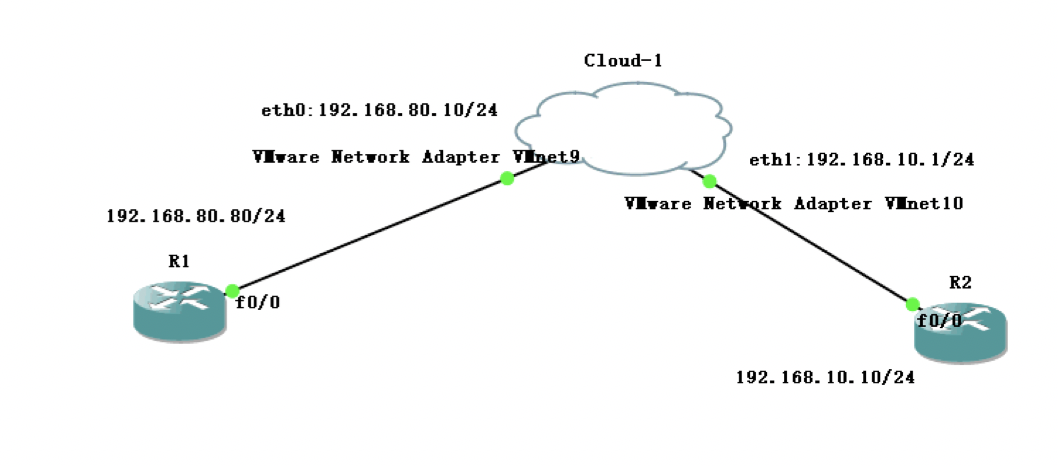 Cloud-1
eth0:192.168.80.10/24
VMware Network Adapter VMnet9
eth1:192.168.10.1/24
VMware Network Adapter VMnet10
192.168.80.80/24
R1
f0/0
R2
f0/0
192.168.10.10/24